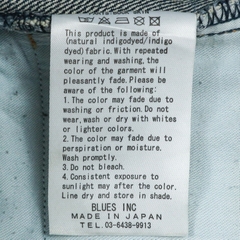 This product is made of
(natural indigodyed/indigo
dyed)fabric. With repeated
wearing and washing, the
color of the garment will
pleasantly fade. Please be
aware of the following:
1. The color may fade due to
washing or friction. Do not
wear, wash or dry with whites
or lighter colors.
2. The color may fade due to
perspiration or moisture.
Wash promptly.
3. Do not bleach.
4. Consistent exposure to
sunlight may after the color.
Line dry and store in shade.
BLUES INC
MADE IN JAPAN
TEL: 03-6438-9913